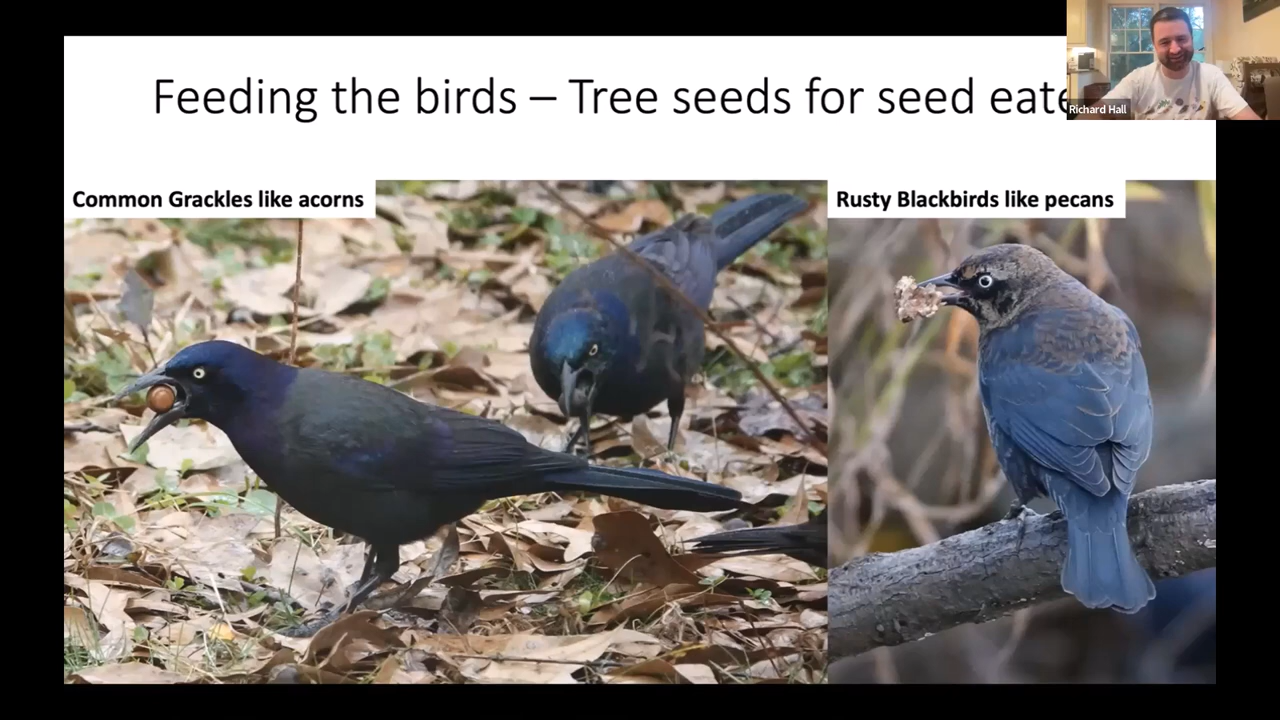 Feeding the birds – Tree seeds for seed eate
Richard Hall
Common Grackles like acorns
Rusty Blackbirds like pecans